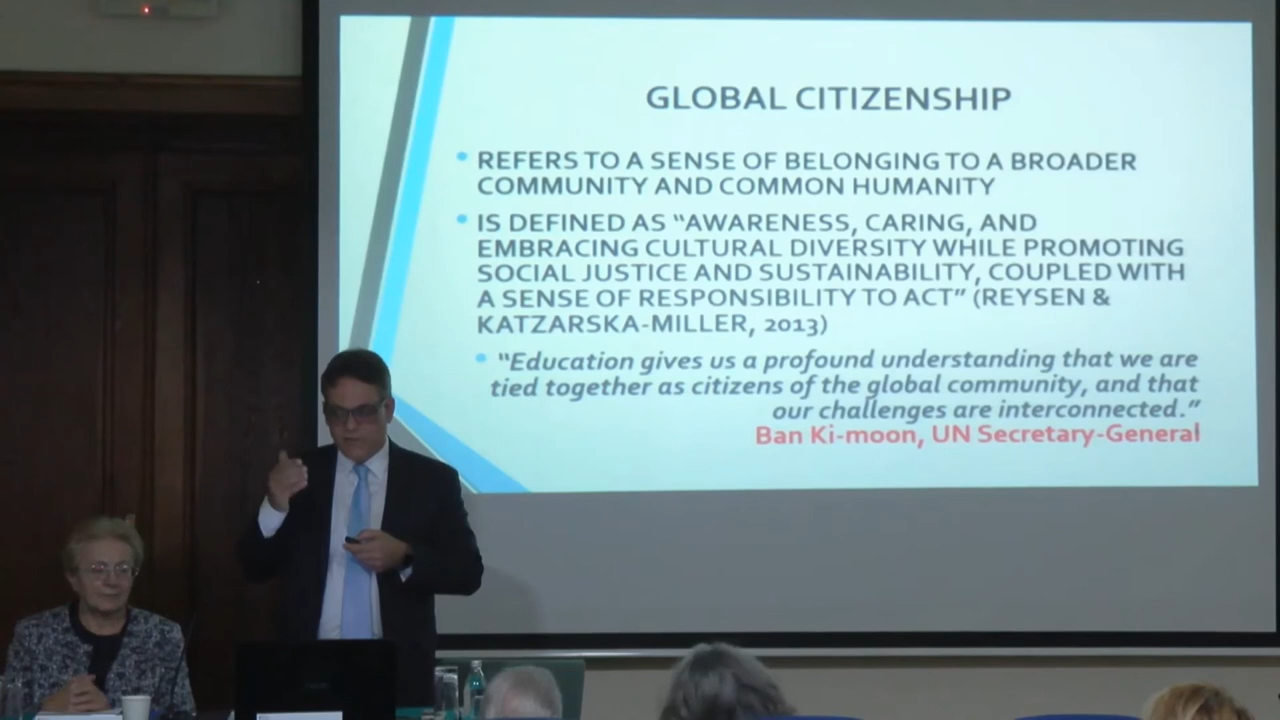 GLOBAL CITIZENSHIP
• REFERS TO A SENSE OF BELONGING TO A BROADER
COMMUNITY AND COMMON HUMANITY
• IS DEFINED AS “AWARENESS, CARING, AND
EMBRACING CULTURAL DIVERSITY WHILE PROMOTING
SOCIAL JUSTICE AND SUSTAINABILITY, COUPLED WITH
A SENSE OF RESPONSIBILITY TO ACT” (REYSEN &
KATZARSKA-MILLER, 2013)
• “Education gives us a profound understanding that we are
tied together as citizens of the global community, and that
our challenges are interconnected.”
Ban Ki-moon, UN Secretary-General